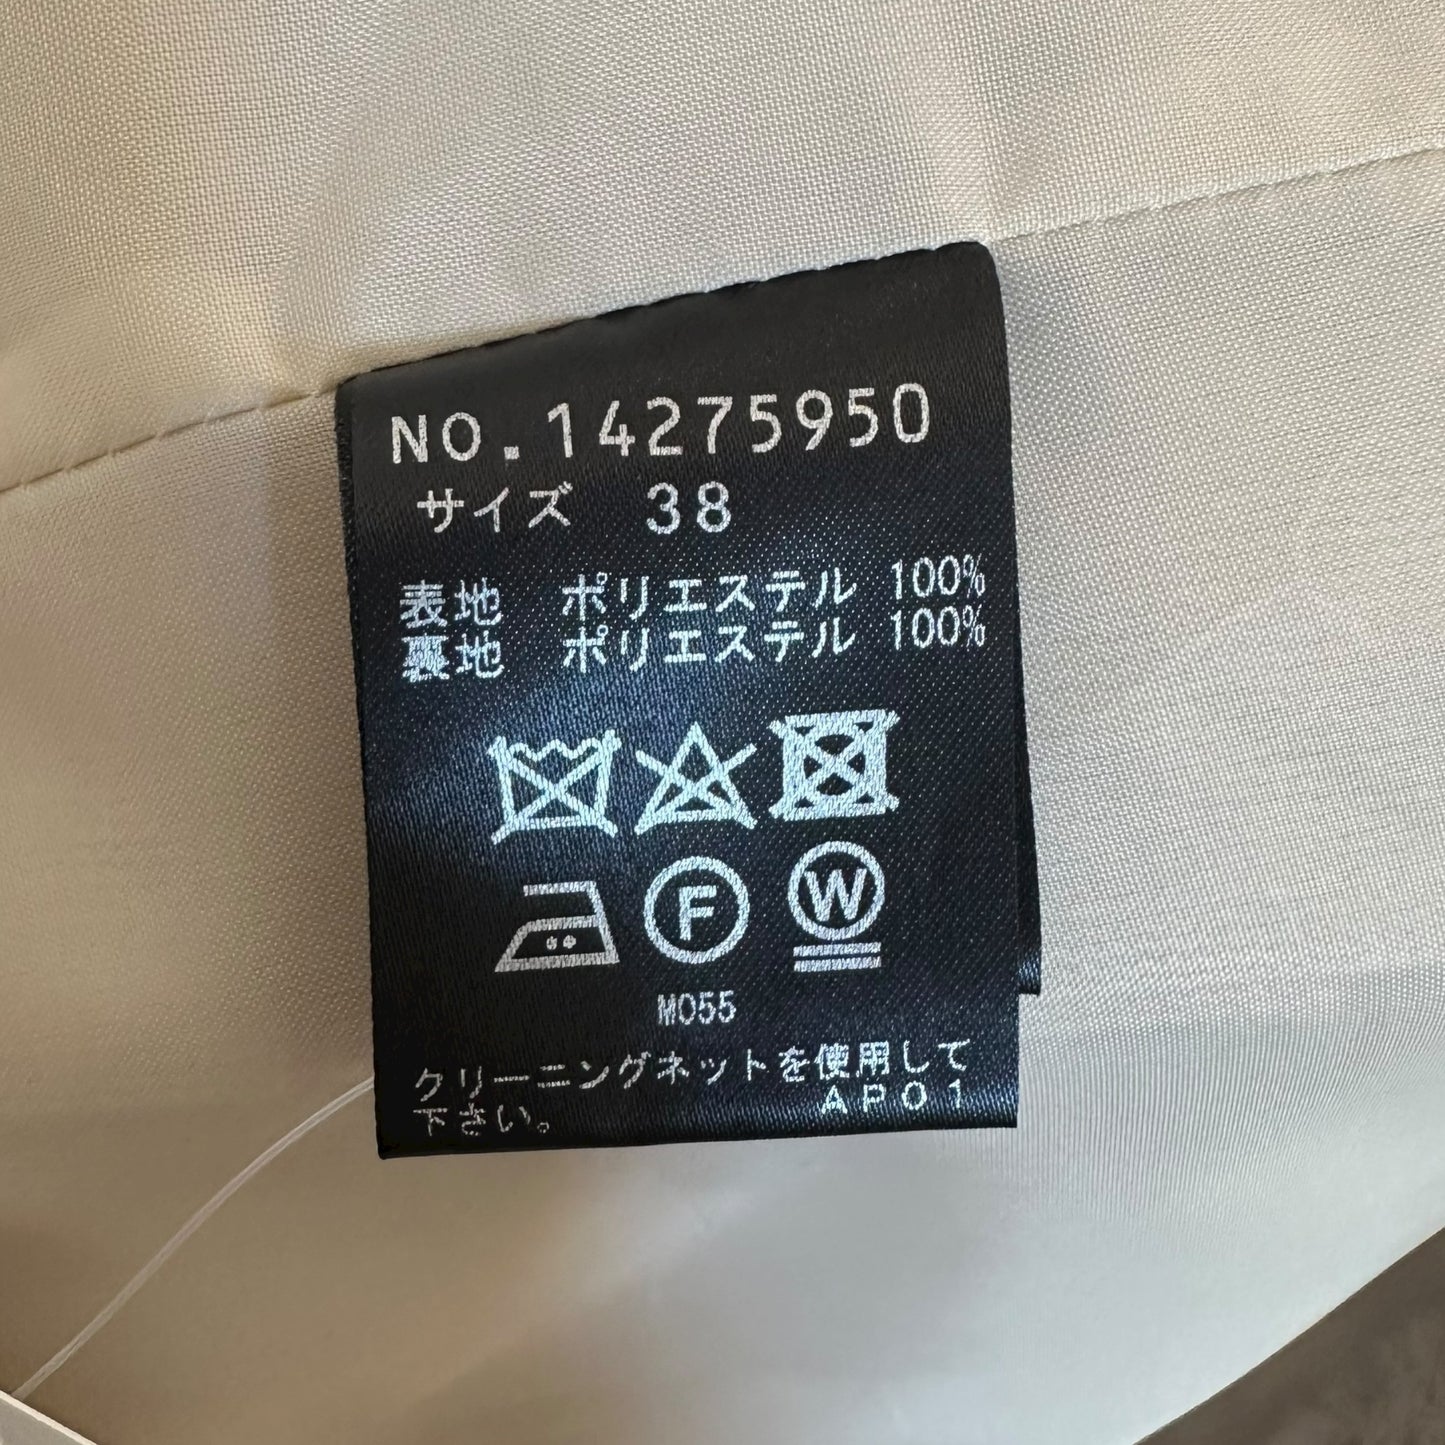 NO.14275950
サイズ 38
表地 ポリエステル 100%
裏地 ポリエステル 100%
F W
M055
クリーニングネットを使用して
下さい。 AP01